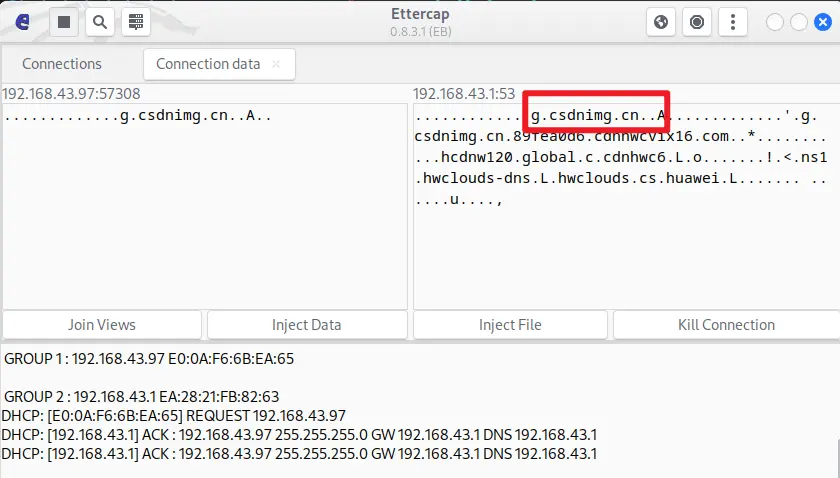 Ettercap
0.8.3.1 (EB)
Connections
Connection data
192.168.43.97:57308
192.168.43.1:53
.............g.csdnimg.cn..A..
.............g.csdnimg.cn..A.............'.g.
csdnimg.cn.89fea0d6.cdnhwcvix16.com..*.........
...hcdnw120.global.c.cdnhwc6.L.o.......!.<.ns1
.hwclouds-dns.L.hwclouds.cs.huawei.L....... ..
.....u....,
Join Views
Inject Data
Inject File
Kill Connection
GROUP 1 : 192.168.43.97 E0:0A:F6:6B:EA:65
GROUP 2 : 192.168.43.1 EA:28:21:FB:82:63
DHCP: [E0:0A:F6:6B:EA:65] REQUEST 192.168.43.97
DHCP: [192.168.43.1] ACK : 192.168.43.97 255.255.255.0 GW 192.168.43.1 DNS 192.168.43.1
DHCP: [192.168.43.1] ACK : 192.168.43.97 255.255.255.0 GW 192.168.43.1 DNS 192.168.43.1